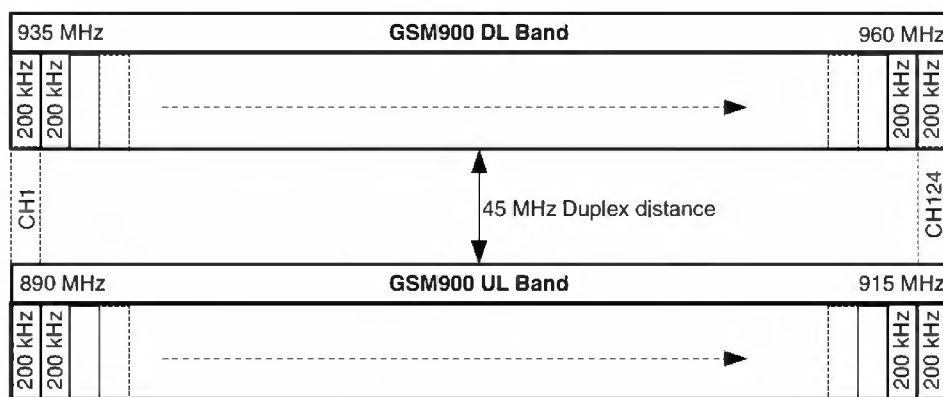 935 MHz GSM900 DL Band 960 MHz
200 kHz 200 kHz 200 kHz 200 kHz
CH1 45 MHz Duplex distance CH124
890 MHz GSM900 UL Band 915 MHz
200 kHz 200 kHz 200 kHz 200 kHz